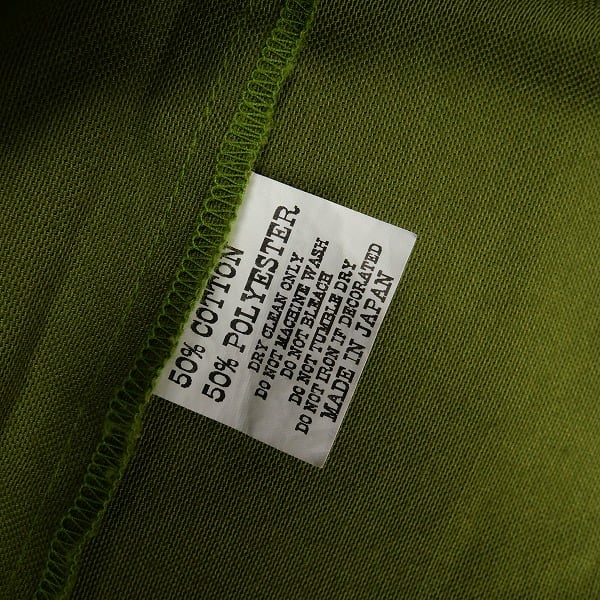 50% COTTON
50% POLYESTER
DRY CLEAN ONLY
DO NOT MACHINE WASH
DO NOT BLEACH
DO NOT TUMBLE DRY
DO NOT IRON IF DECORATED
MADE IN JAPAN